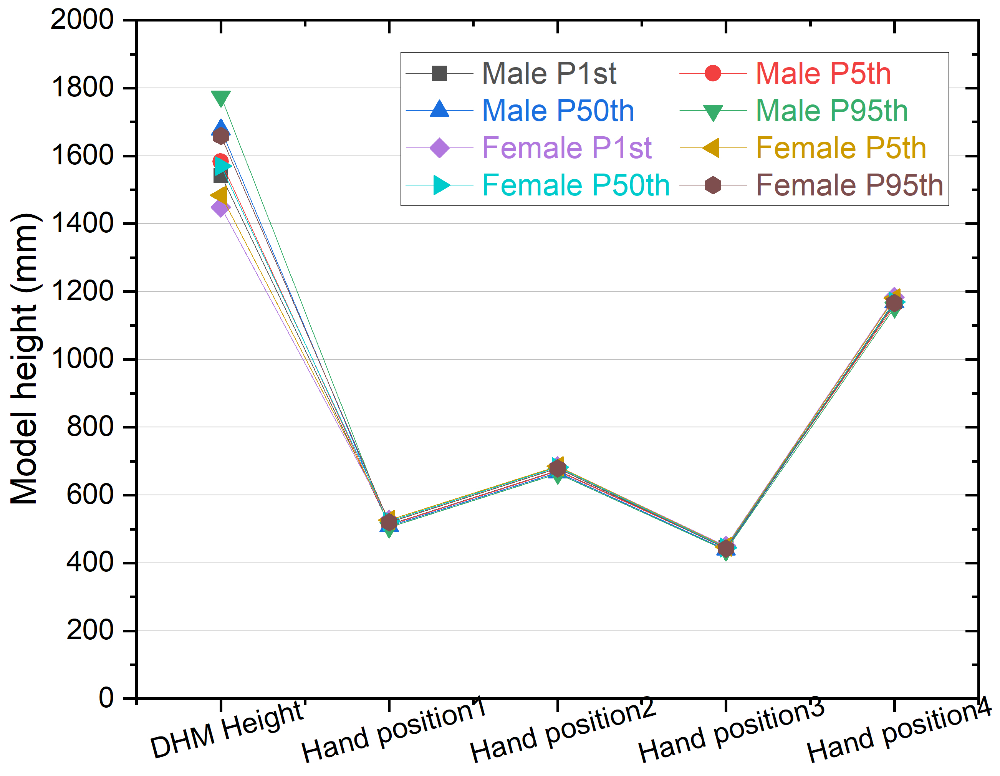 2000
1800
1600
1400
1200
1000
800
600
400
200
0
Model height (mm)
Male P1st
Male P5th
Male P50th
Male P95th
Female P1st
Female P5th
Female P50th
Female P95th
DHM Height
Hand position1
Hand position2
Hand position3
Hand position4